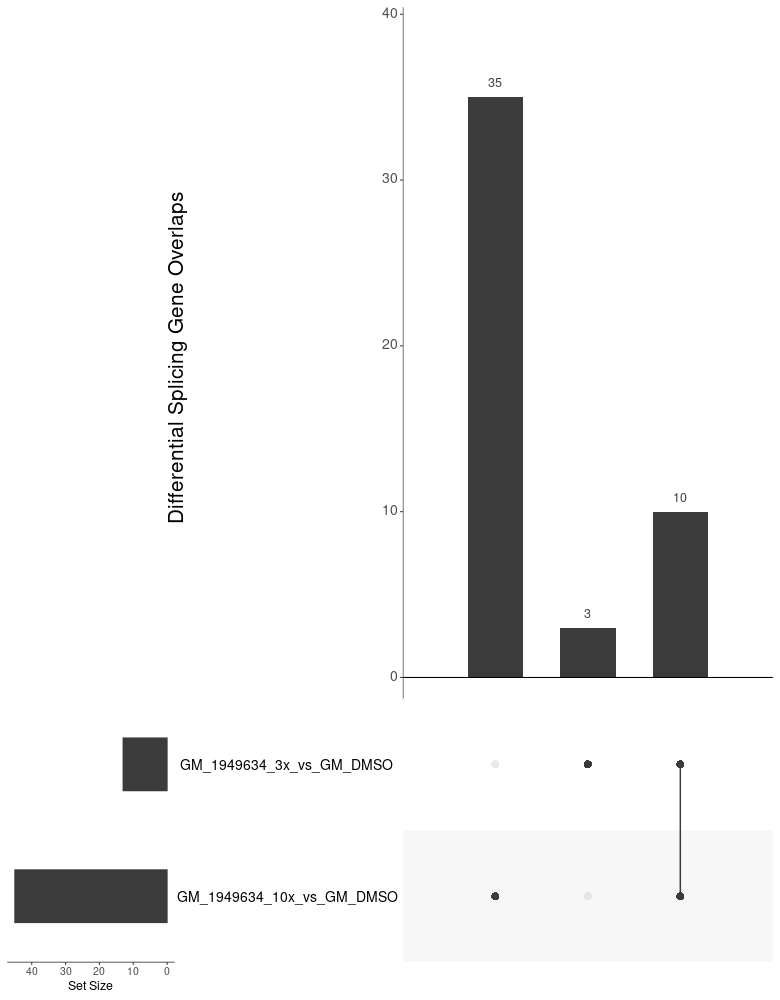 Differential Splicing Gene Overlaps
40
30
20
10
0
35
3
10
GM_1949634_3x_vs_GM_DMSO
GM_1949634_10x_vs_GM_DMSO
40 30 20 10 0
Set Size